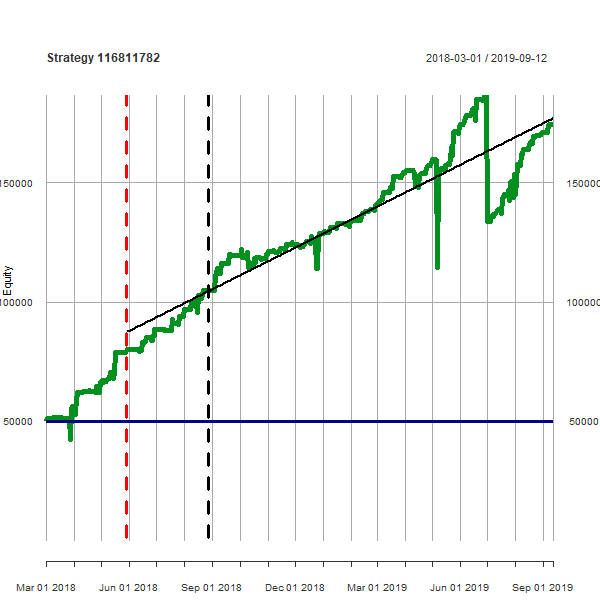 Strategy 116811782 2018-03-01 / 2019-09-12
150000 150000
Equity
100000 100000
50000 50000
Mar 01 2018 Jun 01 2018 Sep 01 2018 Dec 01 2018 Mar 01 2019 Jun 01 2019 Sep 01 2019